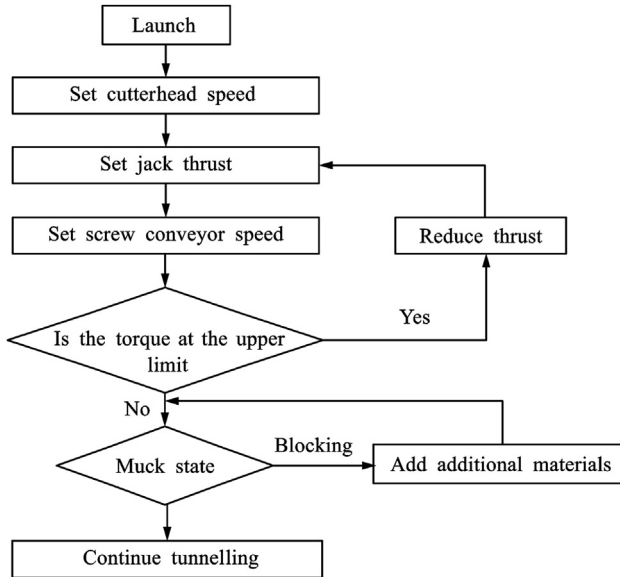 Launch
Set cutterhead speed
Set jack thrust
Set screw conveyor speed
Reduce thrust
Is the torque at the upper
limit
Yes
No
Muck state
Blocking
Add additional materials
Continue tunnelling